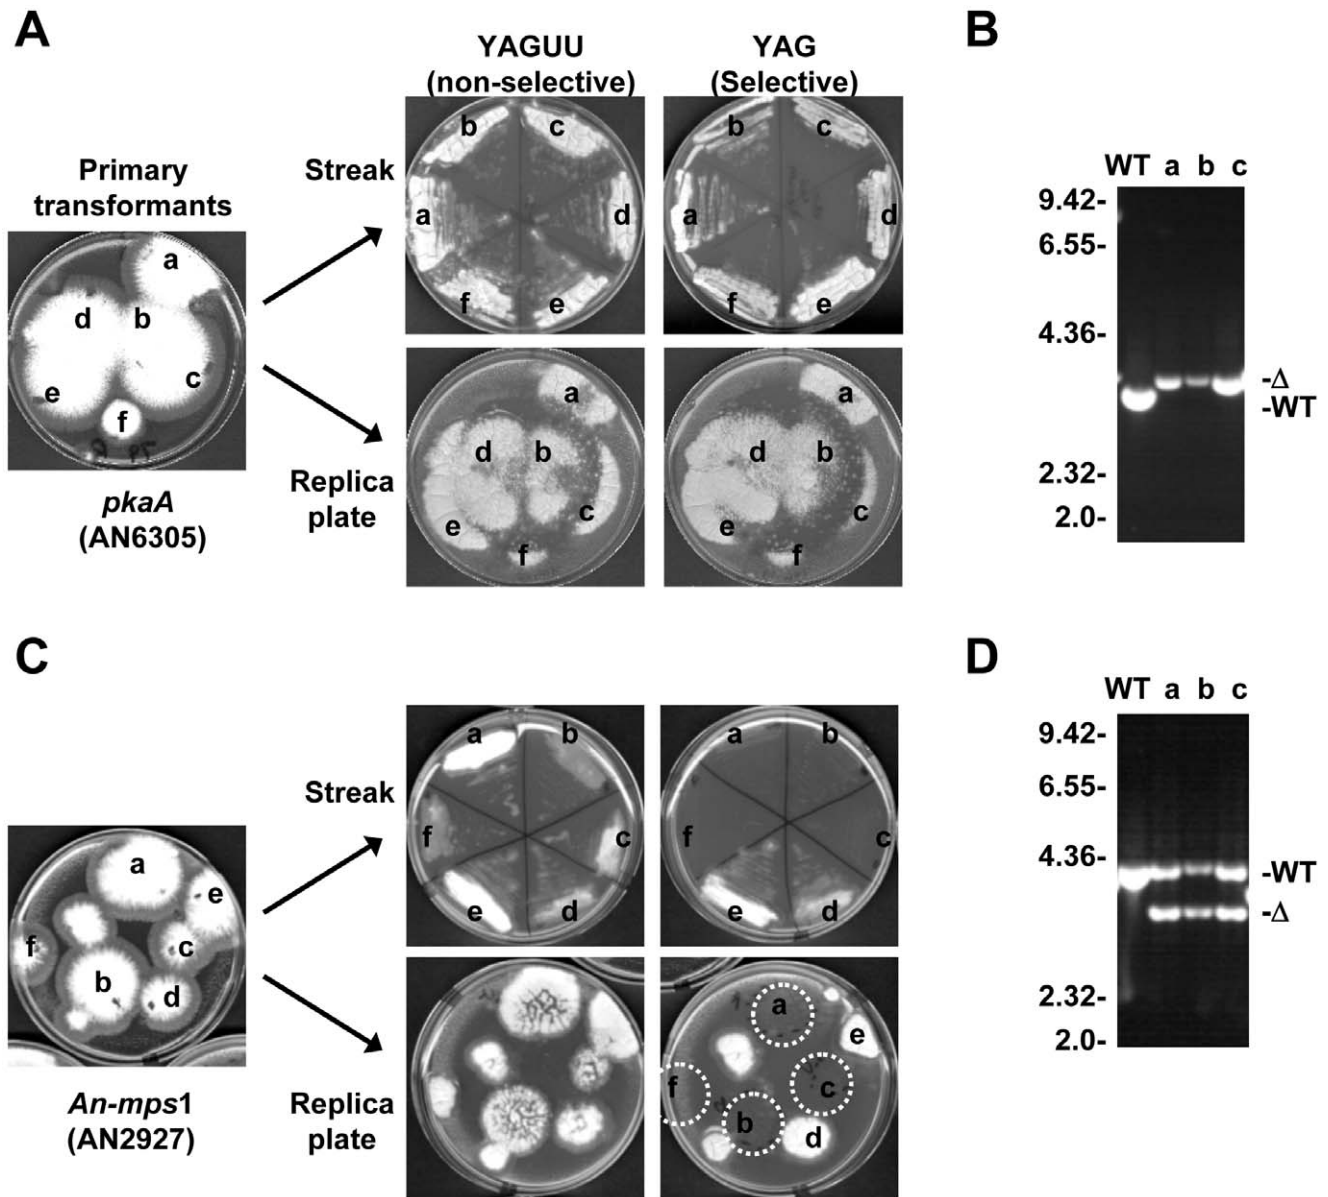 A
YAGUU
(non-selective)
YAG
(Selective)
B
Primary
transformants
Streak
b
c
a
d
f
e
b
c
a
d
f
e
WT a b c
9.42-
6.55-
4.36-
2.32-
2.0-
-Δ
-WT
a
d
b
e
c
f
pkaA
(AN6305)
Replica
plate
a
d
b
e
c
f
a
d
b
e
c
f
C
D
Streak
a
b
f
c
e
d
a
b
f
c
e
d
WT a b c
9.42-
6.55-
4.36-
2.32-
2.0-
-WT
-Δ
a
e
f
c
b
d
An-mps1
(AN2927)
Replica
plate
a
e
f
c
b
d